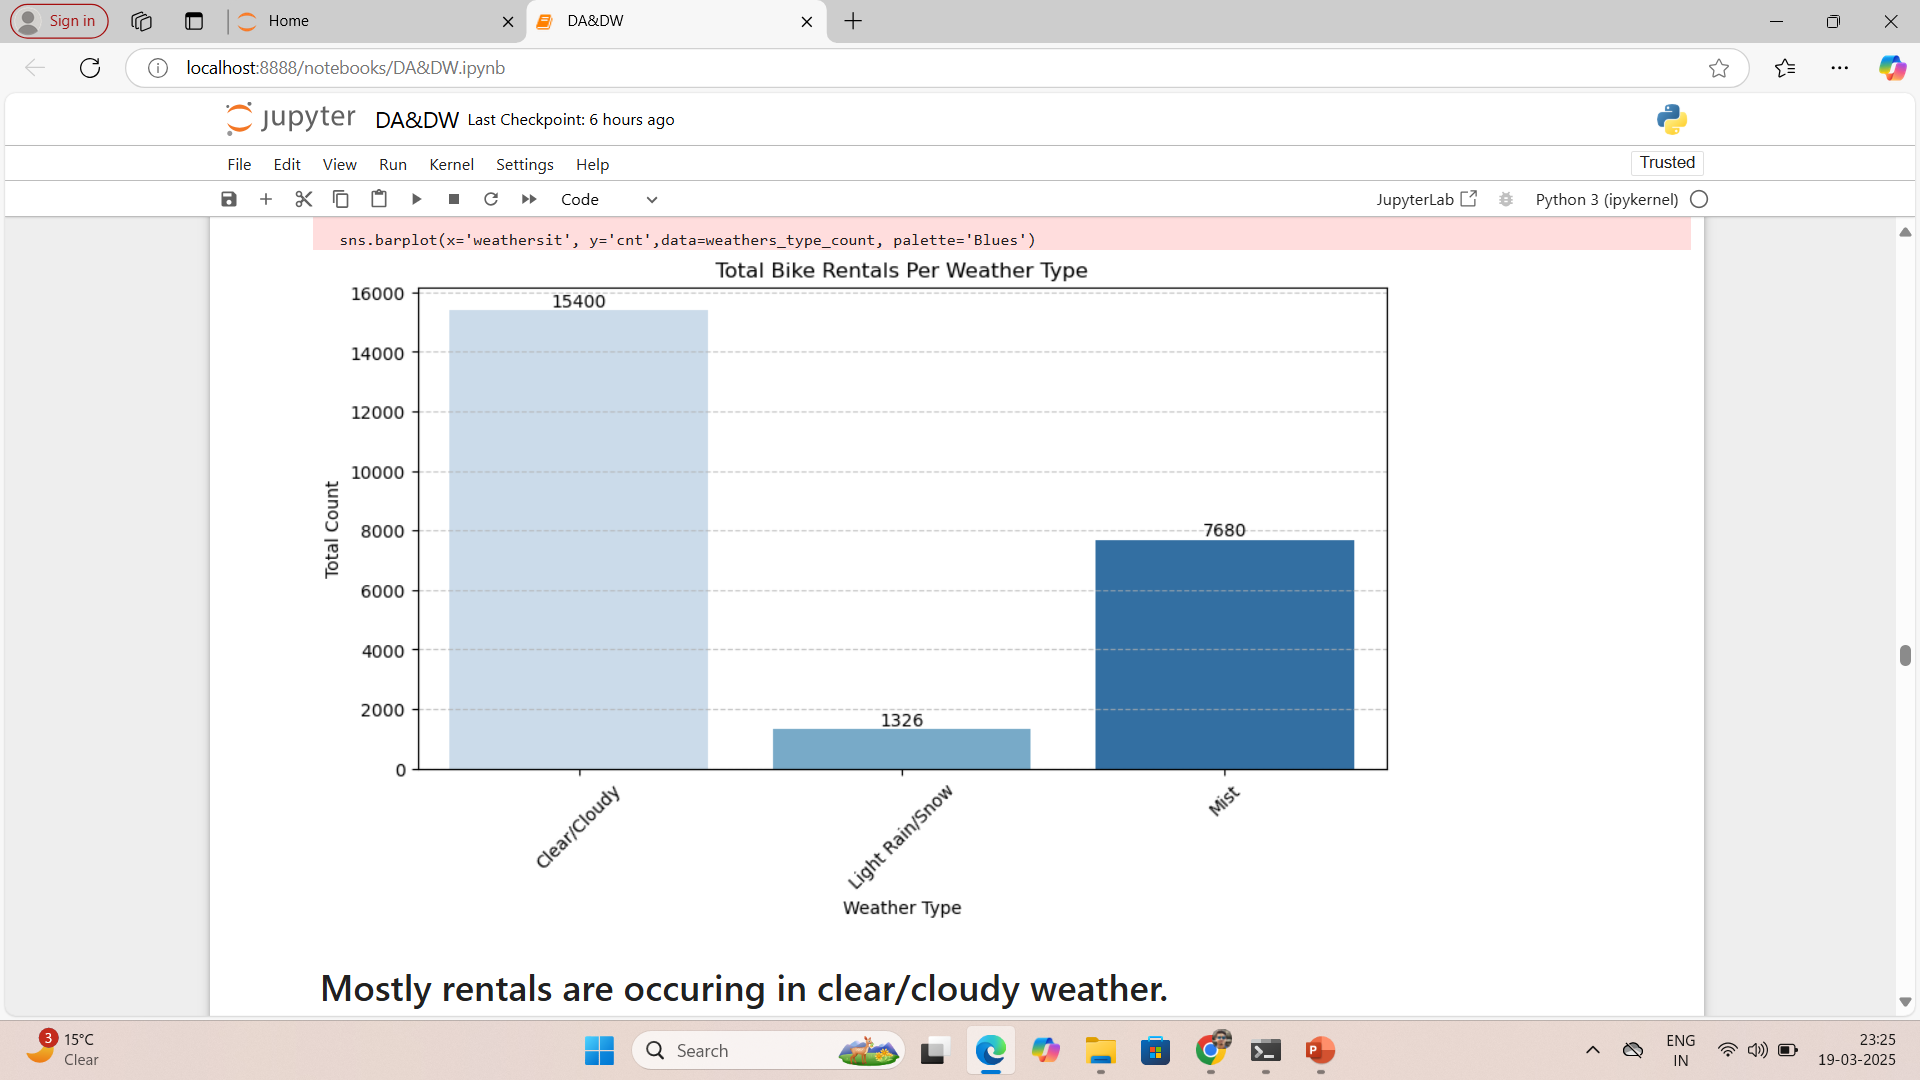 Sign in
Home
DA&DW
localhost:8888/notebooks/DA&DW.ipynb
jupyter DA&DW Last Checkpoint: 6 hours ago
File Edit View Run Kernel Settings Help
Trusted
Code
JupyterLab
Python 3 (ipykernel)
sns.barplot(x='weathersit', y='cnt',data=weathers_type_count, palette='Blues')
Total Bike Rentals Per Weather Type
16000
14000
12000
10000
8000
6000
4000
2000
0
Total Count
15400
1326
7680
Clear/Cloudy
Light Rain/Snow
Mist
Weather Type
Mostly rentals are occuring in clear/cloudy weather.
3
15°C
Clear
Search
P
ENG
IN
23:25
19-03-2025